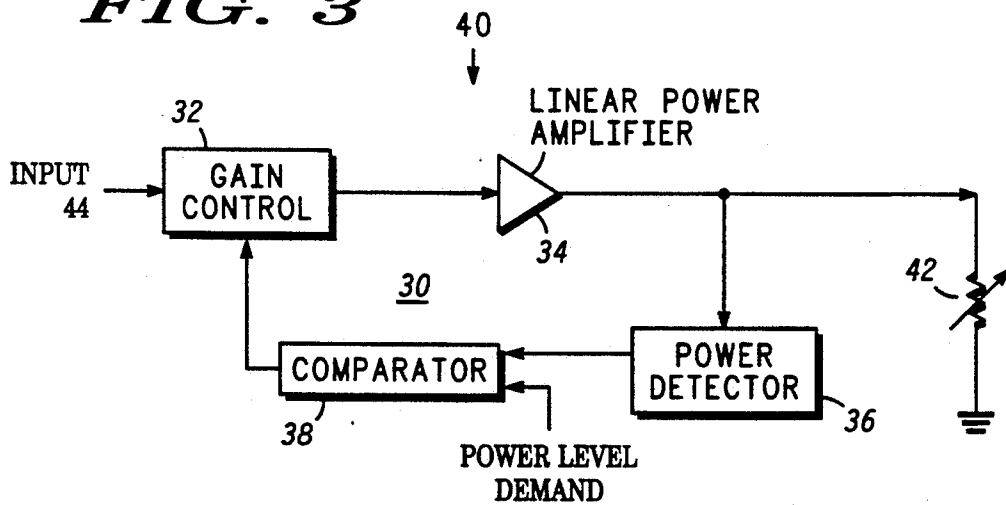 FIG. 3
40
LINEAR POWER
AMPLIFIER
32
INPUT
44
GAIN
CONTROL
34
30
42
COMPARATOR
38
POWER
DETECTOR
36
POWER LEVEL
DEMAND